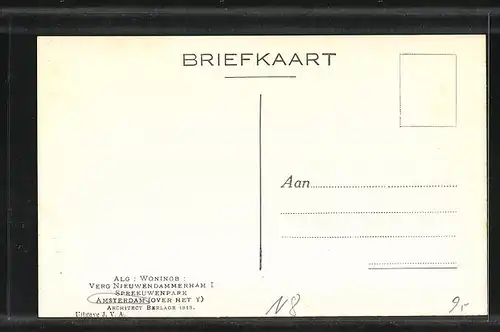 BRIEFKAART
Aan
ALG : WONINGB :
VERG NIEUWENDAMMERHAM I
SPREEUWENPARK
AMSTERDAM (OVER HET Y)
ARCHITECT BERLAGE 1913.
Uitgave J. V. A.
N8
9,-